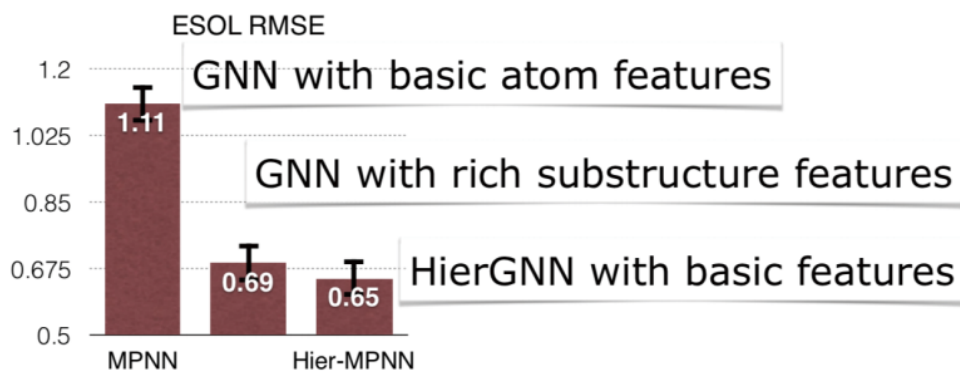 ESOL RMSE
1.2
GNN with basic atom features
1.11
1.025
GNN with rich substructure features
0.85
HierGNN with basic features
0.675
0.69
0.65
0.5
MPNN
Hier-MPNN